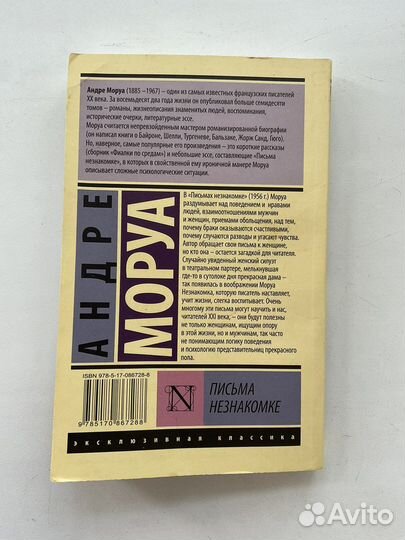 Андре Моруа (1885 –1967) – один из самых известных французских писателей
XX века. За восемьдесят два года жизни он опубликовал больше семидесяти
томов – романы, жизнеописания знаменитых людей, воспоминания,
исторические очерки, литературные эссе.
Моруа считается непревзойденным мастером романизированной биографии
(он написал книги о Байроне, Шелли, Тургеневе, Бальзаке, Жорж Санд, Гюго).
Но, наверное, самые популярные его произведения – это короткие рассказы
(сборник «Фиалки по средам») и небольшие эссе, составляющие «Письма
незнакомке», в которых в свойственной ему ироничной манере Моруа
описывает сложные психологические ситуации.
АНДРЕ
МОРУА
В «Письмах незнакомке» (1956 г.) Моруа
раздумывает над поведением и нравами
людей, взаимоотношениями мужчин
и женщин, приемами обольщения, над тем,
почему браки оказываются счастливыми,
почему случаются разводы и угасают чувства.
Автор обращает свои письма к женщине,
но кто она – остается загадкой для читателя.
Случайно увиденный женский силуэт
в театральном партере, мелькнувшая
где-то в сутолоке дня прекрасная дама –
так появилась в воображении Моруа
Незнакомка, которую писатель наставляет,
учит жизни, слегка воспитывает. Очень
многому эти письма могут научить и нас,
читателей XXI века, – они будут полезны
не только женщинам, ищущим опору
в этой жизни, но и мужчинам, так часто
не понимающим логику поведения
и психологию представительниц прекрасного
пола.
ISBN 978-5-17-086728-8
9 785170 867288
N
ПИСЬМА
НЕЗНАКОМКЕ
эксклюзивная классика
Avito